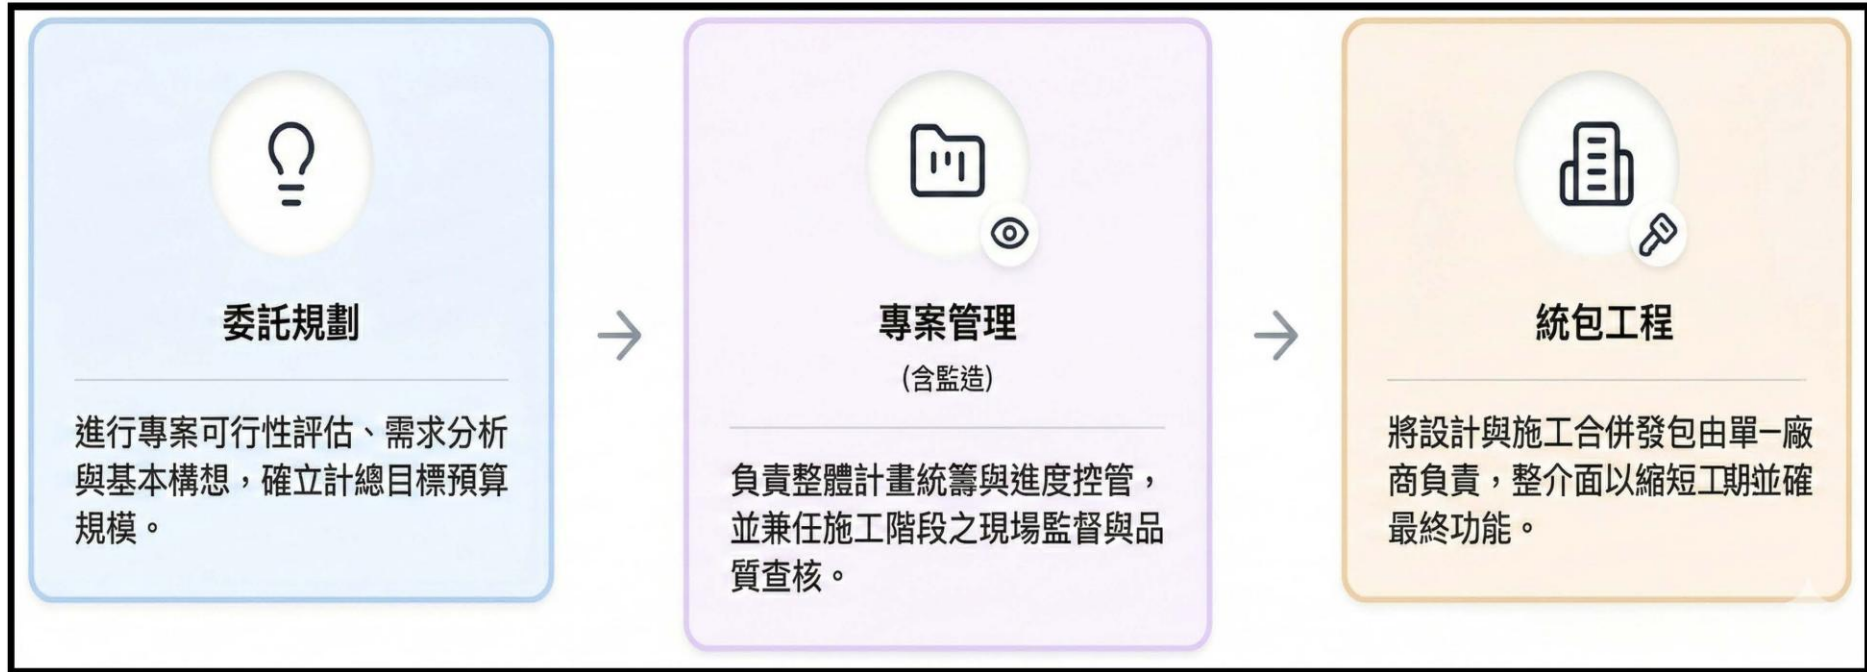 委託規劃
進行專案可行性評估、需求分析
與基本構想，確立計總目標預算
規模。
專案管理
(含監造)
負責整體計畫統籌與進度控管，
並兼任施工階段之現場監督與品
質查核。
統包工程
將設計與施工合併發包由單一廠
商負責，整介面以縮短工期並確
最終功能。